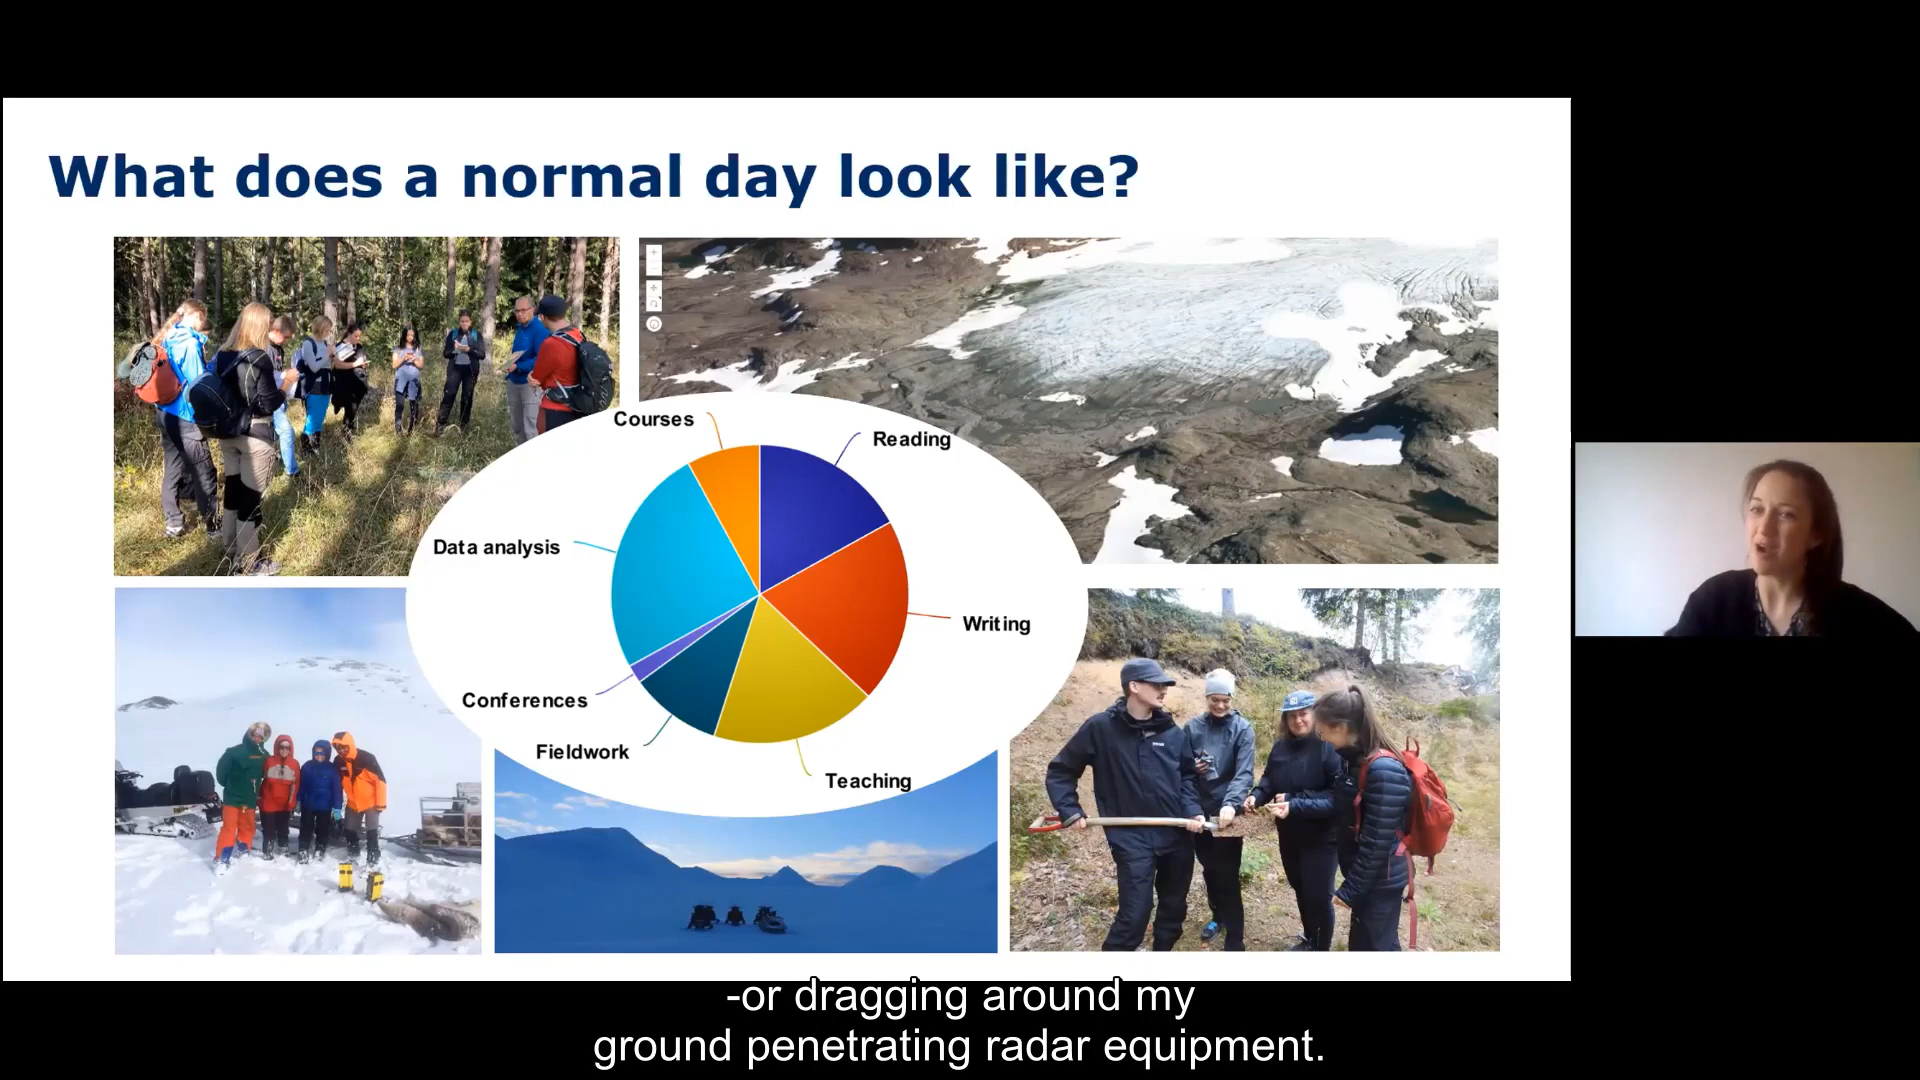 What does a normal day look like?
Courses
Reading
Data analysis
Writing
Conferences
Fieldwork
Teaching
-or dragging around my
ground penetrating radar equipment.